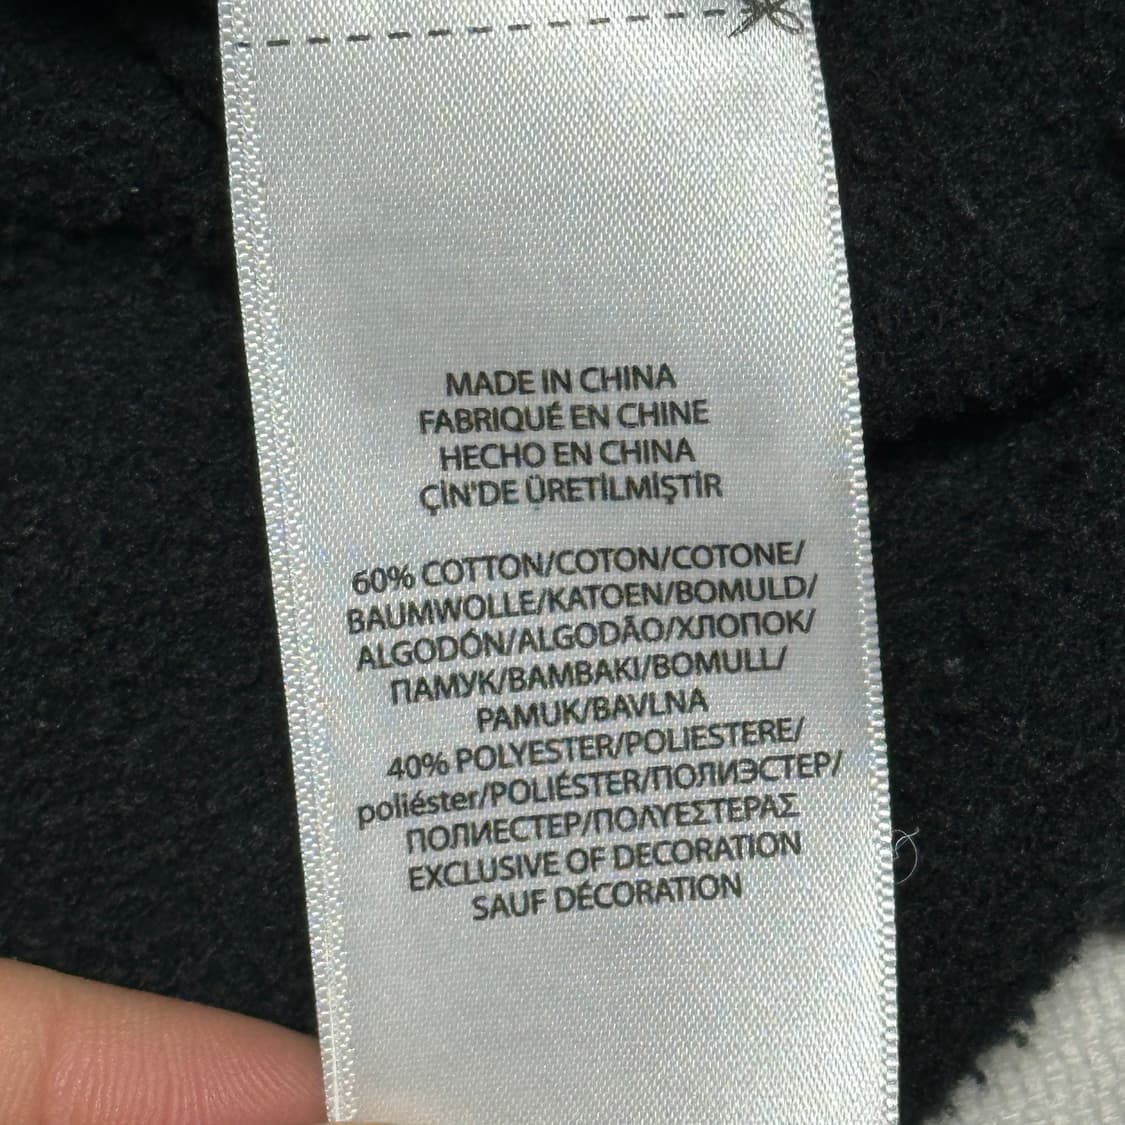 MADE IN CHINA
FABRIQUÉ EN CHINE
HECHO EN CHINA
ÇİN'DE ÜRETİLMİŞTİR
60% COTTON/COTON/COTONE/
BAUMWOLLE/KATOEN/BOMULD/
ALGODÓN/ALGODÃO/ХЛОПОК/
ПАМУК/BAMBAKI/BOMULL/
PAMUK/BAVLNA
40% POLYESTER/POLIESTERE/
poliéster/POLIÉSTER/ПОЛИЭСТЕР/
ПОЛИЕСТЕР/ΠΟΛΥΕΣΤΕΡΑΣ
EXCLUSIVE OF DECORATION
SAUF DÉCORATION